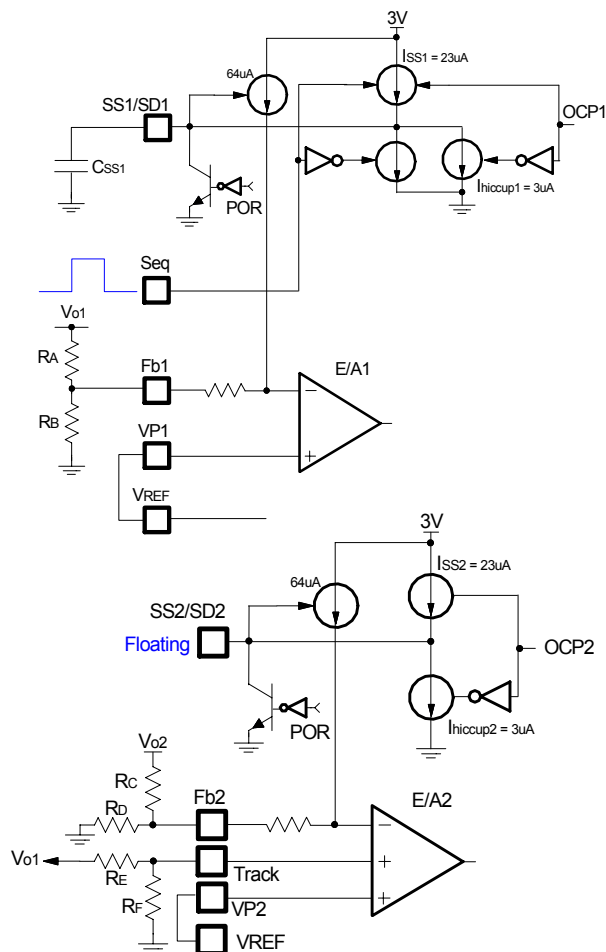 3V
ISS1 = 23uA
64uA
SS1/SD1
OCP1
CSS1
POR
Ihiccup1 = 3uA
Seq
Vo1
RA
Fb1
E/A1
RB
VP1
VREF
3V
ISS2 = 23uA
64uA
SS2/SD2
Floating
OCP2
POR
Ihiccup2 = 3uA
Vo2
RC
Fb2
E/A2
RD
Vo1
RE
Track
RF
VP2
VREF